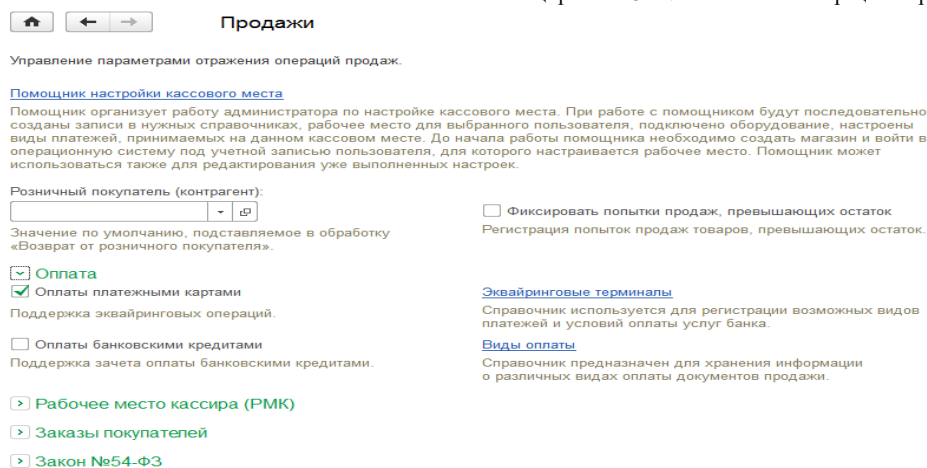 Продажи
Управление параметрами отражения операций продаж.
Помощник настройки кассового места
Помощник организует работу администратора по настройке кассового места. При работе с помощником будут последовательно
созданы записи в нужных справочниках, рабочее место для выбранного пользователя, подключено оборудование, настроены
виды платежей, принимаемых на данном кассовом месте. До начала работы помощника необходимо создать магазин и войти в
операционную систему под учетной записью пользователя, для которого настраивается рабочее место. Помощник может
использоваться также для редактирования уже выполненных настроек.
Розничный покупатель (контрагент):
Фиксировать попытки продаж, превышающих остаток
Значение по умолчанию, подставляемое в обработку
«Возврат от розничного покупателя».
Регистрация попыток продаж товаров, превышающих остаток.
Оплата
Оплаты платежными картами
Поддержка эквайринговых операций.
Эквайринговые терминалы
Справочник используется для регистрации возможных видов
платежей и условий оплаты услуг банка.
Оплаты банковскими кредитами
Поддержка зачета оплаты банковскими кредитами.
Виды оплаты
Справочник предназначен для хранения информации
о различных видах оплаты документов продажи.
Рабочее место кассира (РМК)
Заказы покупателей
Закон №54-ФЗ